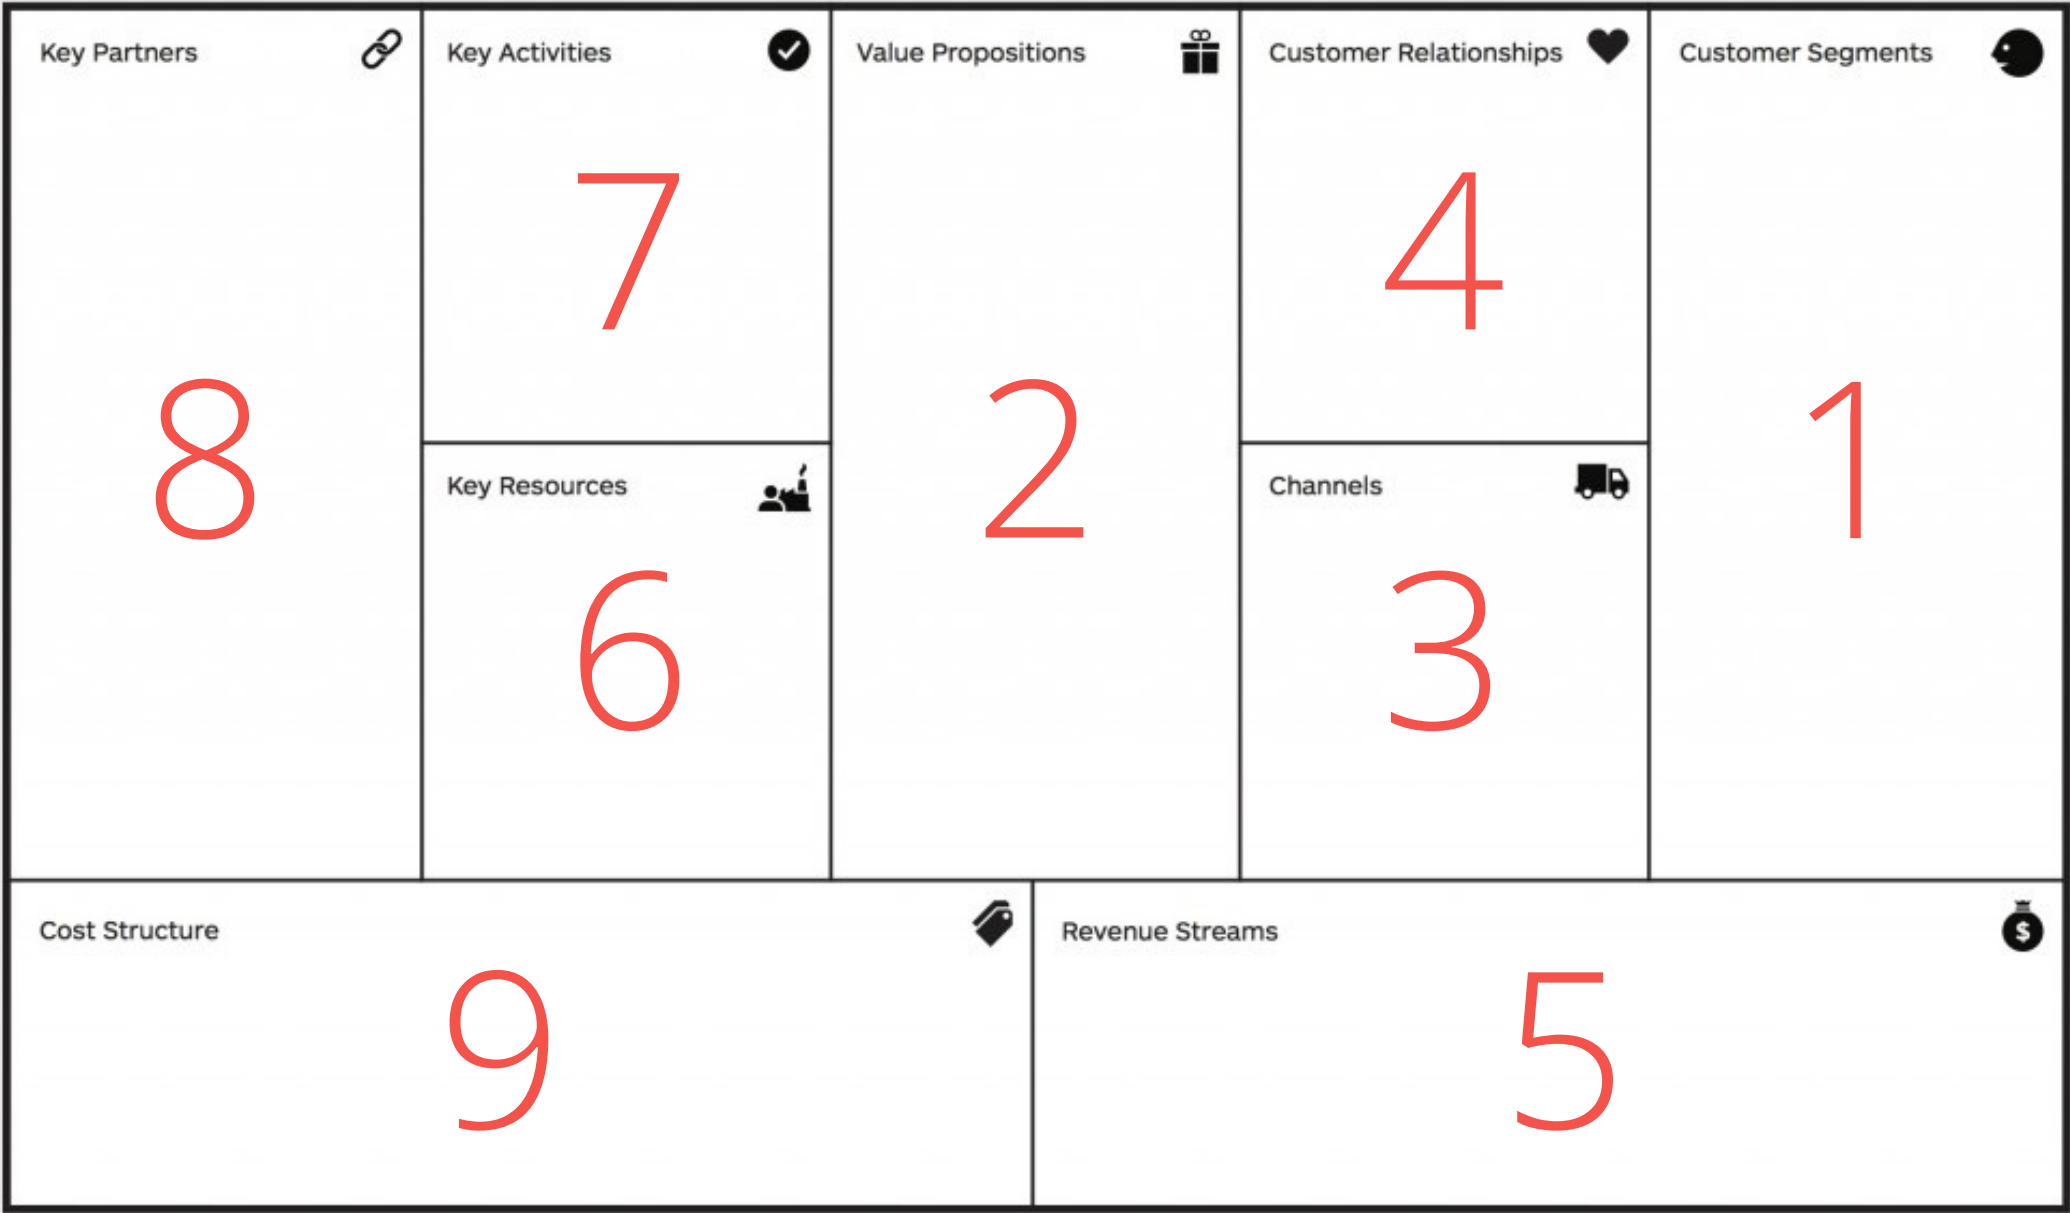 Key Partners
8
Key Activities
7
Key Resources
6
Value Propositions
2
Customer Relationships
4
Channels
3
Customer Segments
1
Cost Structure
9
Revenue Streams
$
5